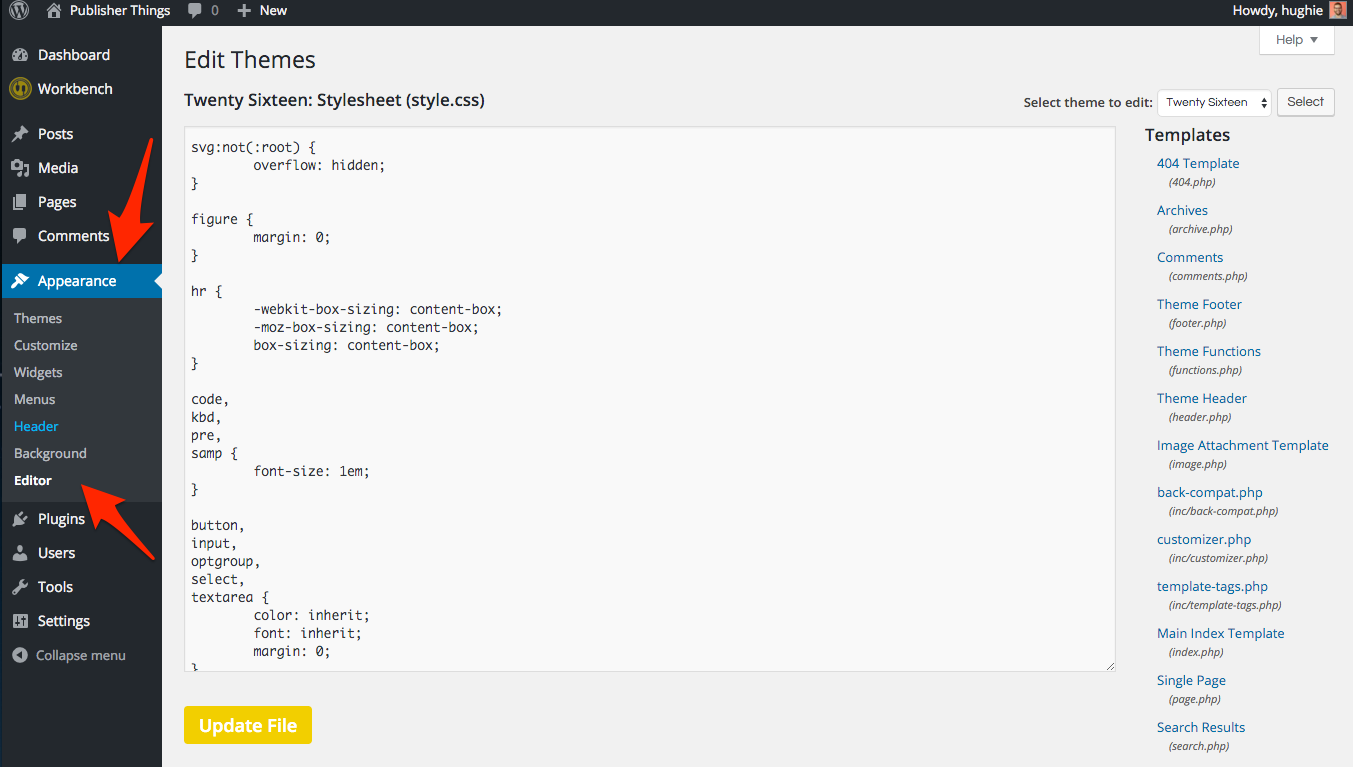 Publisher Things 0 New Howdy, hughie
Help
Dashboard
Workbench
Posts
Media
Pages
Comments
Appearance
Themes
Customize
Widgets
Menus
Header
Background
Editor
Plugins
Users
Tools
Settings
Collapse menu
Edit Themes
Twenty Sixteen: Stylesheet (style.css)
Select theme to edit: Twenty Sixteen Select
svg:not(:root) {
	overflow: hidden;
}

figure {
	margin: 0;
}

hr {
	-webkit-box-sizing: content-box;
	-moz-box-sizing: content-box;
	box-sizing: content-box;
}

code,
kbd,
pre,
samp {
	font-size: 1em;
}

button,
input,
optgroup,
select,
textarea {
	color: inherit;
	font: inherit;
	margin: 0;
}
Update File
Templates
404 Template
(404.php)
Archives
(archive.php)
Comments
(comments.php)
Theme Footer
(footer.php)
Theme Functions
(functions.php)
Theme Header
(header.php)
Image Attachment Template
(image.php)
back-compat.php
(inc/back-compat.php)
customizer.php
(inc/customizer.php)
template-tags.php
(inc/template-tags.php)
Main Index Template
(index.php)
Single Page
(page.php)
Search Results
(search.php)